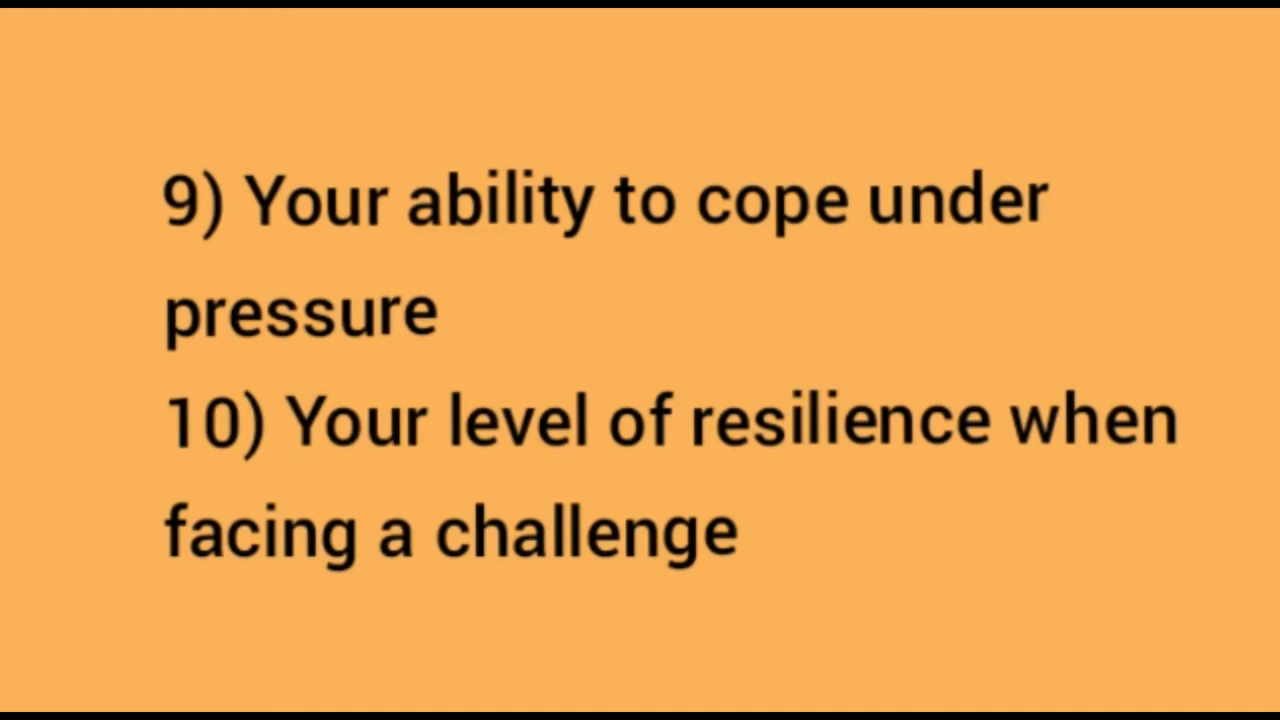 9) Your ability to cope under
pressure
10) Your level of resilience when
facing a challenge